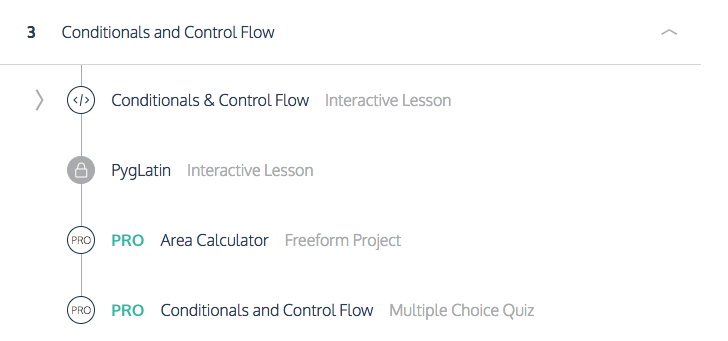 3 Conditionals and Control Flow
</> Conditionals & Control Flow Interactive Lesson
PygLatin Interactive Lesson
PRO PRO Area Calculator Freeform Project
PRO PRO Conditionals and Control Flow Multiple Choice Quiz